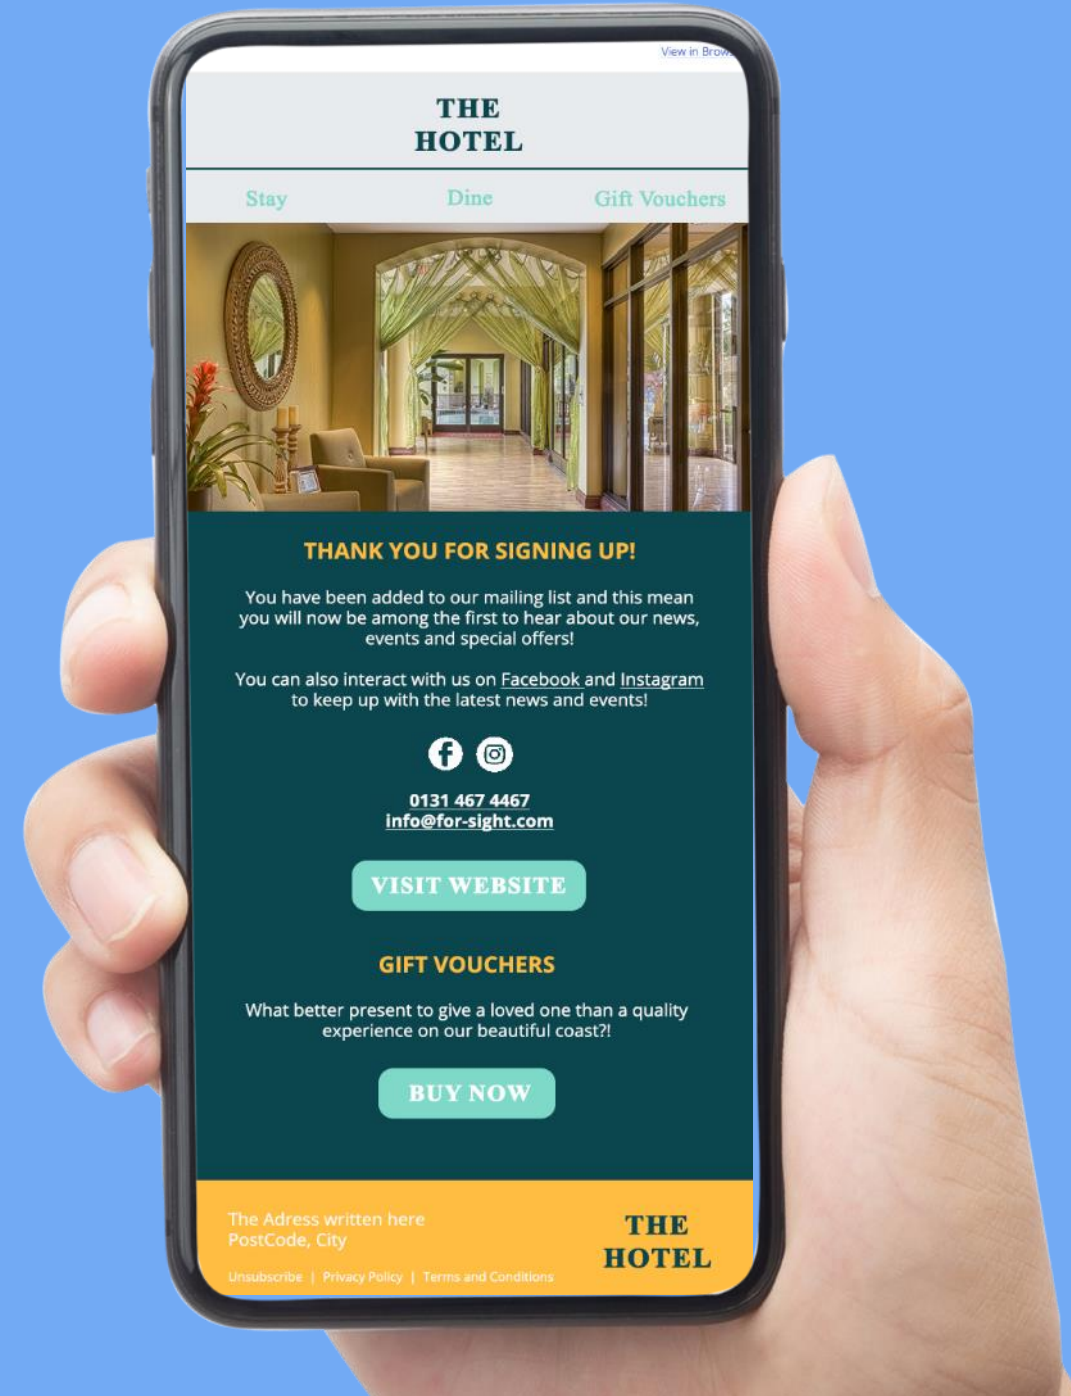 View in Brow
THE
HOTEL
Stay Dine Gift Vouchers
THANK YOU FOR SIGNING UP!
You have been added to our mailing list and this mean
you will now be among the first to hear about our news,
events and special offers!
You can also interact with us on Facebook and Instagram
to keep up with the latest news and events!
0131 467 4467
info@for-sight.com
VISIT WEBSITE
GIFT VOUCHERS
What better present to give a loved one than a quality
experience on our beautiful coast?!
BUY NOW
The Adress written here
PostCode, City
Unsubscribe | Privacy Policy | Terms and Conditions
THE
HOTEL